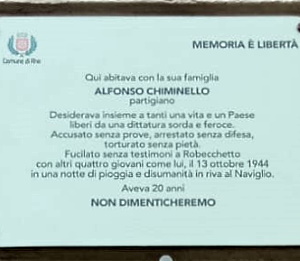 MEMORIA È LIBERTÀ
Comune di Rho
Qui abitava con la sua famiglia
ALFONSO CHIMINELLO
partigiano
Desiderava insieme a tanti una vita e un Paese
liberi da una dittatura sorda e feroce.
Accusato senza prove, arrestato senza difesa,
torturato senza pietà.
Fucilato senza testimoni a Robecchetto
con altri quattro giovani come lui, il 13 ottobre 1944
in una notte di pioggia e disumanità in riva al Naviglio.
Aveva 20 anni
NON DIMENTICHEREMO